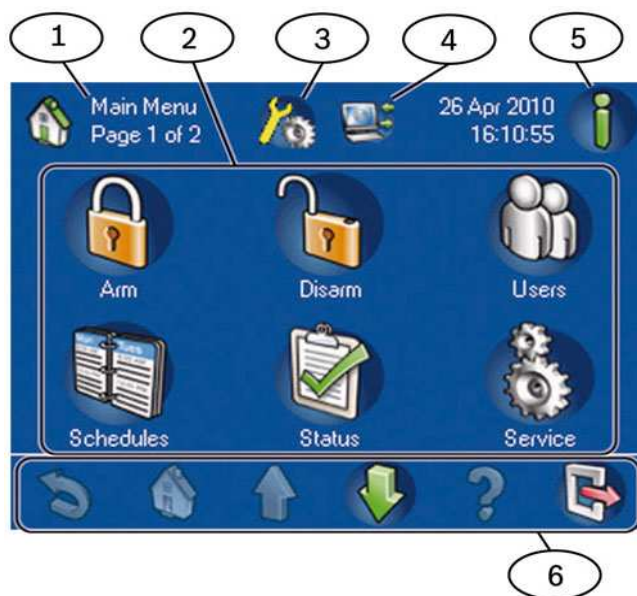 1 2 3 4 5
Main Menu
Page 1 of 2
26 Apr 2010
16:10:55
Arm Disarm Users
Schedules Status Service
6